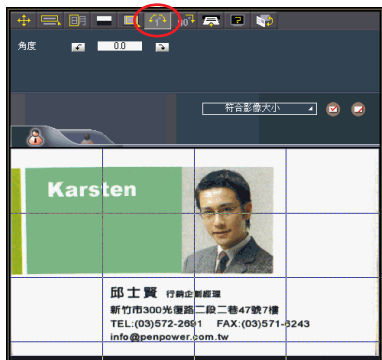 角度
0.0
符合影像大小
Karsten
邱士賢 行銷企劃經理
新竹市300光復路二段二巷47號7樓
TEL:(03)572-2691 FAX:(03)571-6243
info@penpower.com.tw